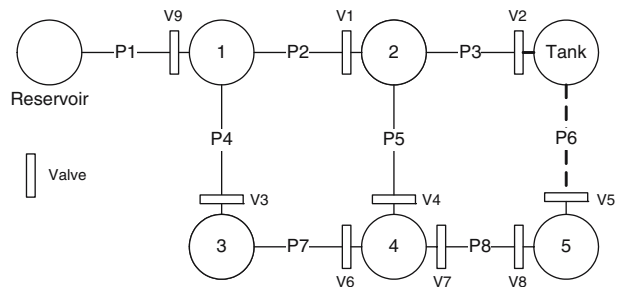 V9
V1
V2
P1
1
P2
2
P3
Tank
Reservoir
P4
P5
P6
Valve
V3
V4
V5
3
P7
4
P8
5
V6
V7
V8